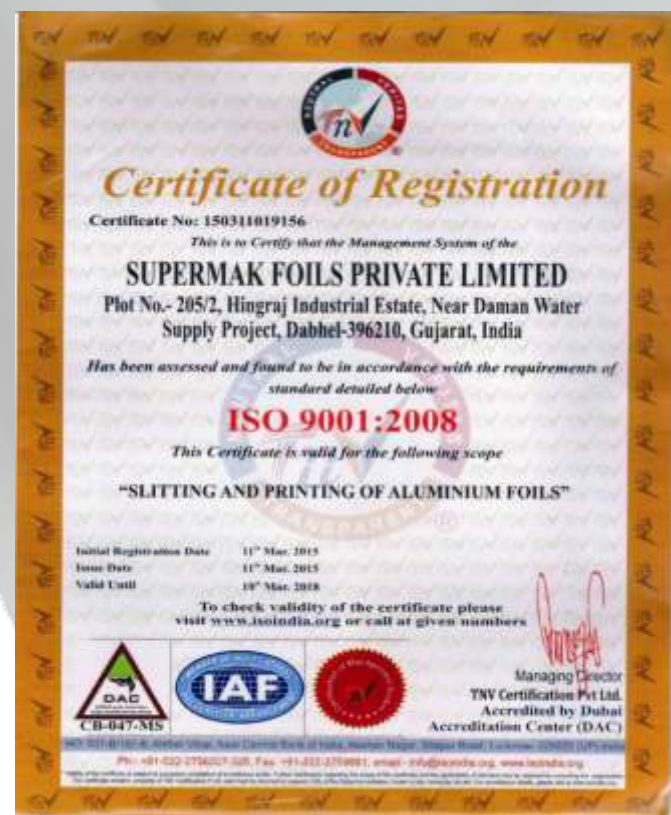 TNV
Certificate of Registration
Certificate No: 150311019156
This is to Certify that the Management System of the
SUPERMAK FOILS PRIVATE LIMITED
Plot No.- 205/2, Hingraj Industrial Estate, Near Daman Water
Supply Project, Dabhel-396210, Gujarat, India
Has been assessed and found to be in accordance with the requirements of
standard detailed below
ISO 9001:2008
This Certificate is valid for the following scope
“SLITTING AND PRINTING OF ALUMINIUM FOILS”
Initial Registration Date 11th Mar. 2015
Issue Date 11th Mar. 2015
Valid Until 10th Mar. 2018
To check validity of the certificate please
visit www.isoindia.org or call at given numbers
DAC
CB-047-MS
IAF
Managing Director
TNV Certification Pvt Ltd.
Accredited by Dubai
Accreditation Center (DAC)